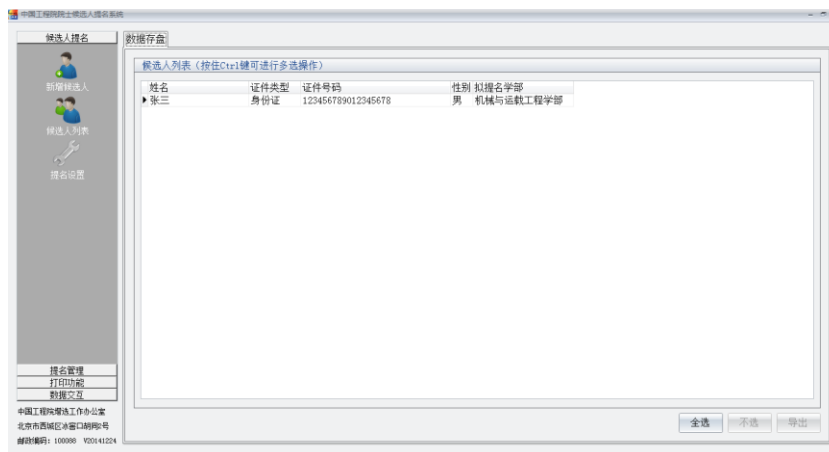 中国工程院院士候选人提名系统
候选人提名
数据存盘
新增候选人
候选人列表
提名设置
候选人列表（按住Ctrl键可进行多选操作）
姓名 证件类型 证件号码 性别 拟提名学部
张三 身份证 123456789012345678 男 机械与运载工程学部
提名管理
打印功能
数据交互
中国工程院增选工作办公室
北京市西城区冰窖口胡同2号
邮政编码：100088 V20141224
全选 不选 导出